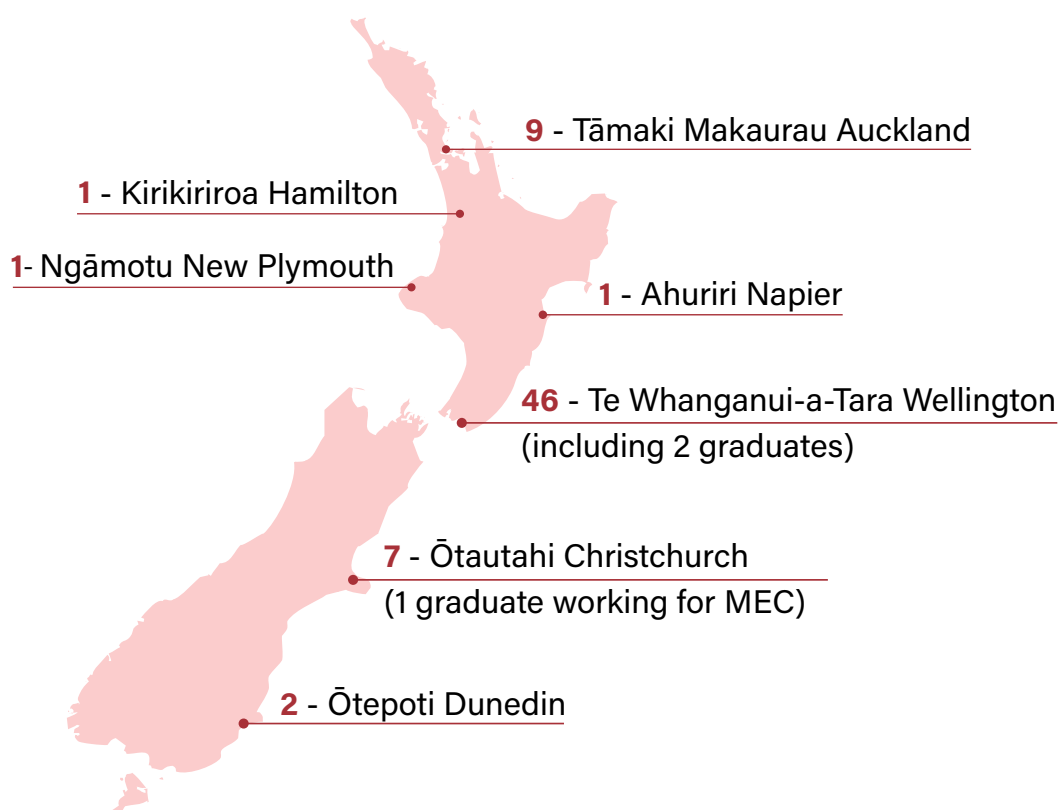 9 - Tāmaki Makaurau Auckland
1 - Kirikiriroa Hamilton
1- Ngāmotu New Plymouth
1 - Ahuriri Napier
46 - Te Whanganui-a-Tara Wellington
(including 2 graduates)
7 - Ōtautahi Christchurch
(1 graduate working for MEC)
2 - Ōtepoti Dunedin